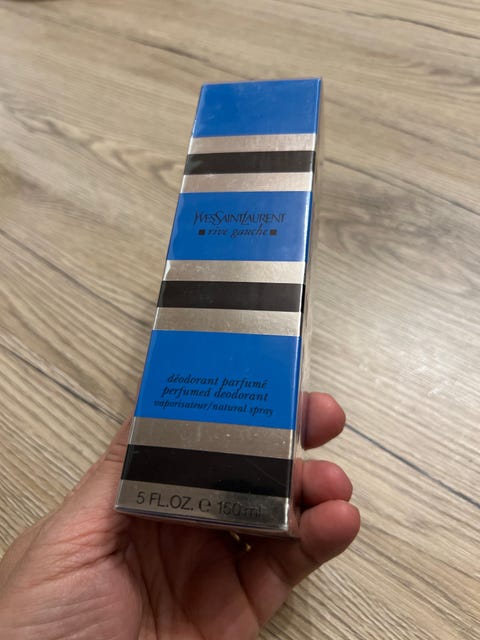 YVES SAINT LAURENT
■ rive gauche ■
déodorant parfumé
perfumed deodorant
vaporisateur/natural spray
5 FL.OZ. ℮ 150 ml